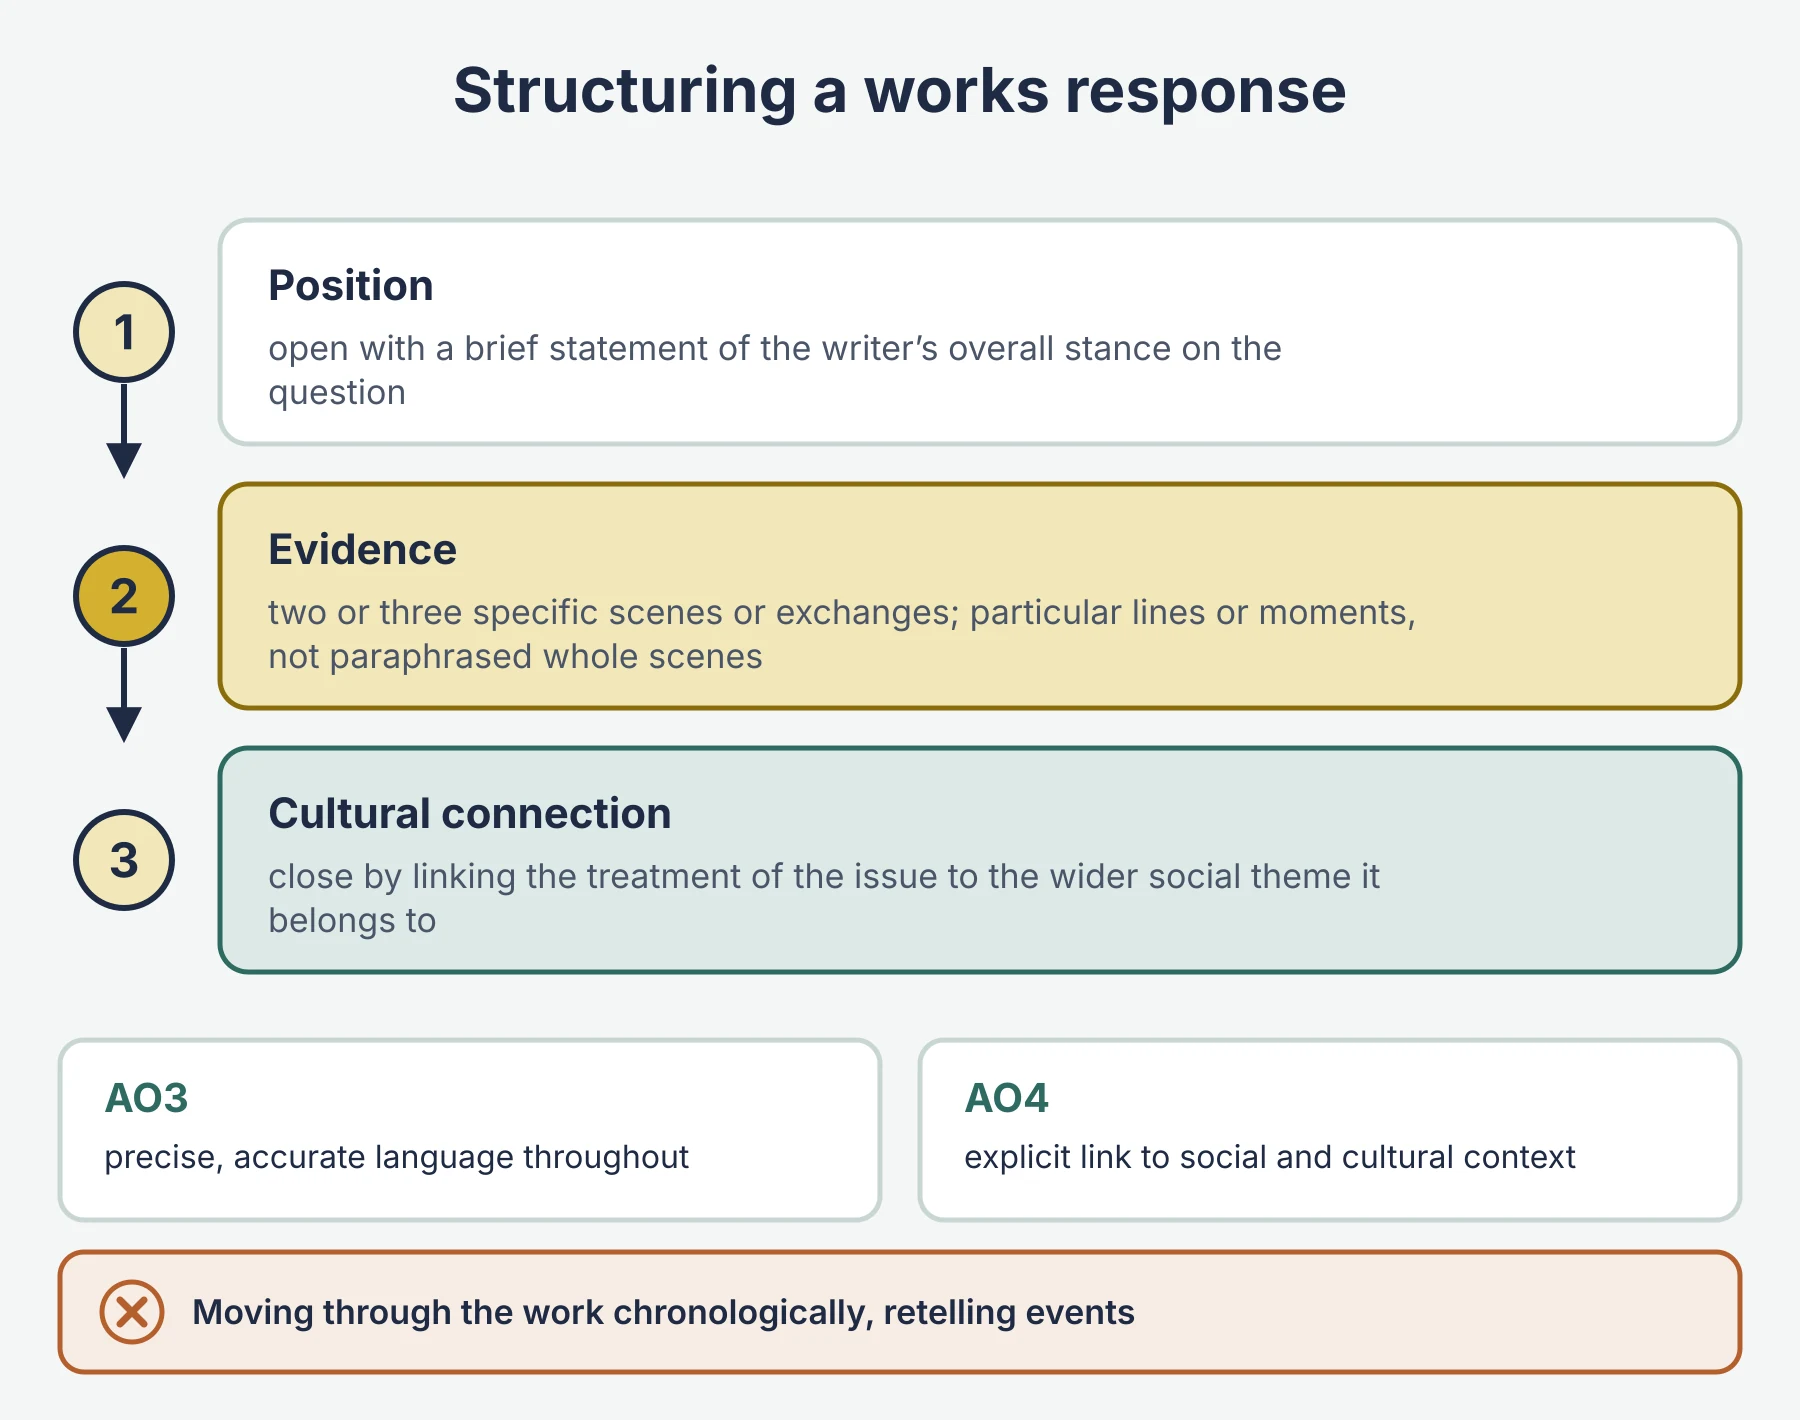 Structuring a works response
1
Position
open with a brief statement of the writer’s overall stance on the
question
2
Evidence
two or three specific scenes or exchanges; particular lines or moments,
not paraphrased whole scenes
3
Cultural connection
close by linking the treatment of the issue to the wider social theme it
belongs to
AO3
precise, accurate language throughout
AO4
explicit link to social and cultural context
Moving through the work chronologically, retelling events